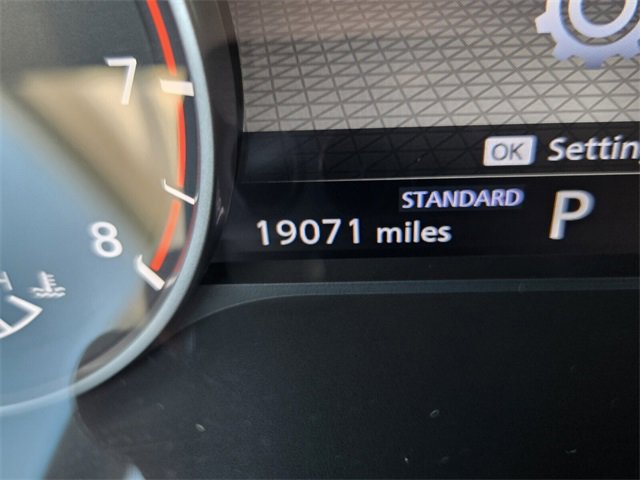 7
8
H
OK Settin
STANDARD
19071 miles P